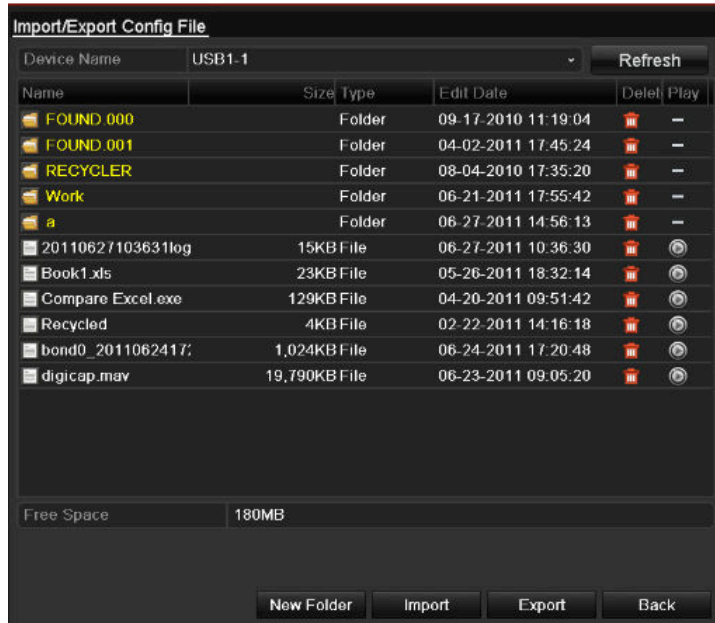 Import/Export Config File
Device Name USB1-1 Refresh
Name Size Type Edit Date Delet Play
FOUND.000 Folder 09-17-2010 11:19:04 –
FOUND.001 Folder 04-02-2011 17:45:24 –
RECYCLER Folder 08-04-2010 17:35:20 –
Work Folder 06-21-2011 17:55:42 –
a Folder 06-27-2011 14:56:13 –
20110627103631log 15KB File 06-27-2011 10:36:30
Book1.xls 23KB File 05-26-2011 18:32:14
Compare Excel.exe 129KB File 04-20-2011 09:51:42
Recycled 4KB File 02-22-2011 14:16:18
bond0_2011062417 1,024KB File 06-24-2011 17:20:48
digicap.mav 19,790KB File 06-23-2011 09:05:20
Free Space 180MB
New Folder Import Export Back